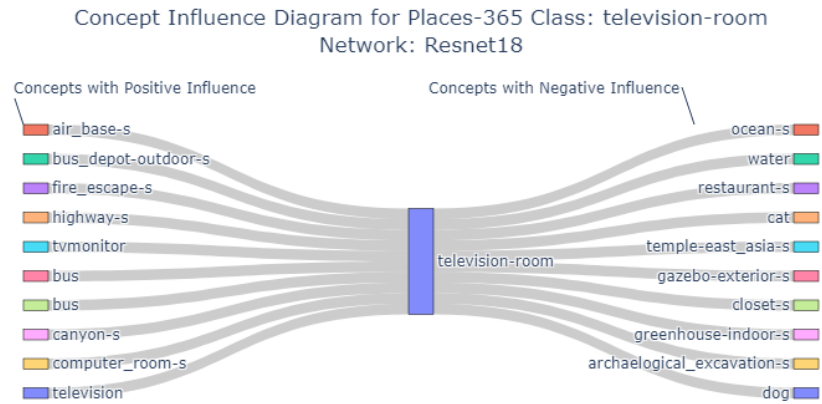 Concept Influence Diagram for Places-365 Class: television-room
Network: Resnet18
Concepts with Positive Influence
Concepts with Negative Influence
air_base-s
bus_depot-outdoor-s
fire_escape-s
highway-s
tvmonitor
bus
bus
canyon-s
computer_room-s
television
television-room
ocean-s
water
restaurant-s
cat
temple-east_asia-s
gazebo-exterior-s
closet-s
greenhouse-indoor-s
archaelogical_excavation-s
dog